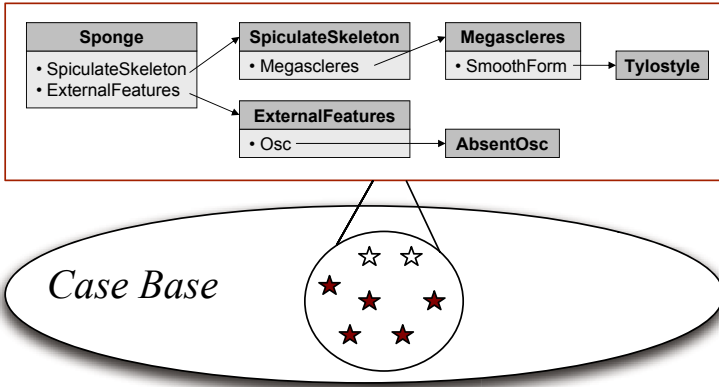 Sponge
• SpiculateSkeleton
• ExternalFeatures
SpiculateSkeleton
• Megascleres
Megascleres
• SmoothForm
Tylostyle
ExternalFeatures
• Osc
AbsentOsc
Case Base